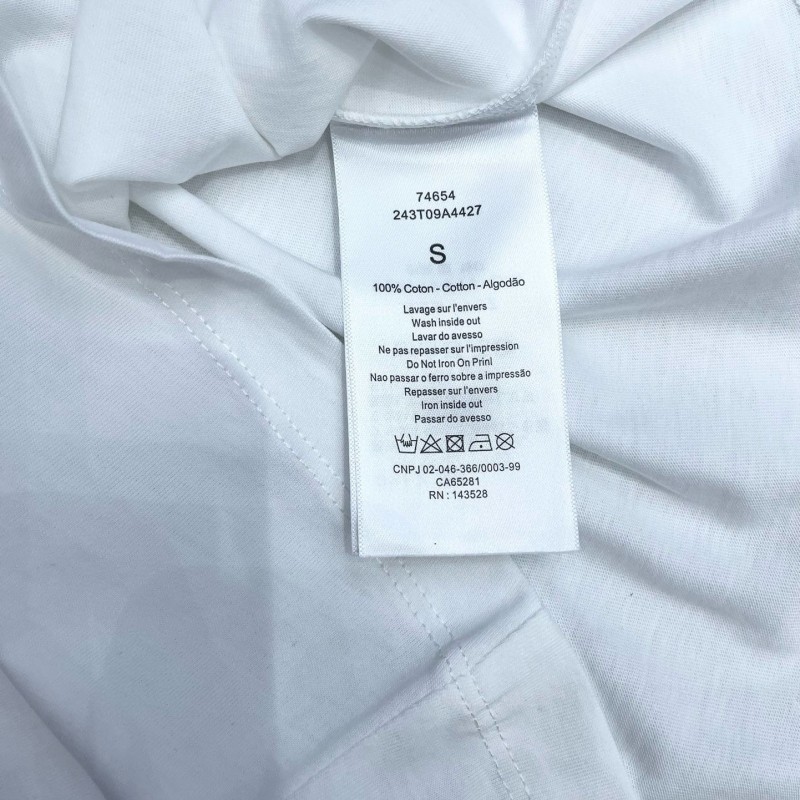 74654
243T09A4427
S
100% Coton - Cotton - Algodão
Lavage sur l'envers
Wash inside out
Lavar do avesso
Ne pas repasser sur l'impression
Do Not Iron On Prinl
Nao passar o ferro sobre a impressão
Repasser sur l'envers
Iron inside out
Passar do avesso
CNPJ 02-046-366/0003-99
CA65281
RN : 143528